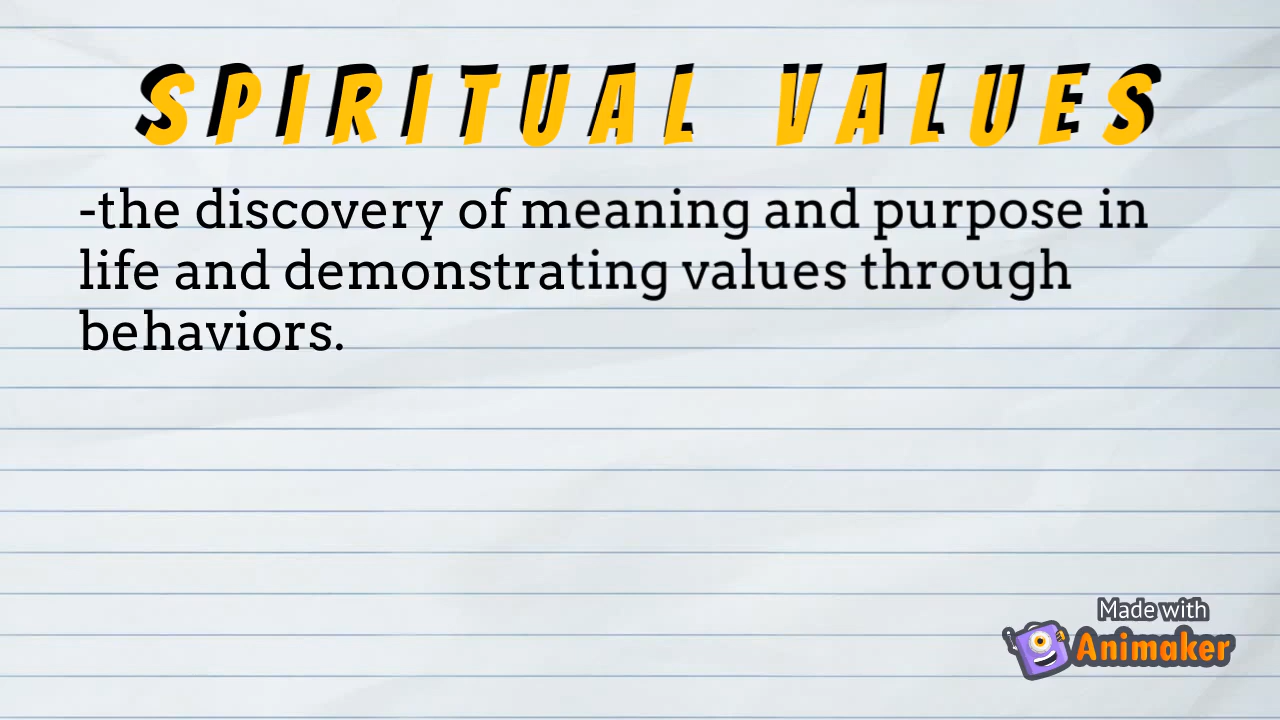 SPIRITUAL VALUES
-the discovery of meaning and purpose in
life and demonstrating values through
behaviors.
Made with
Animaker